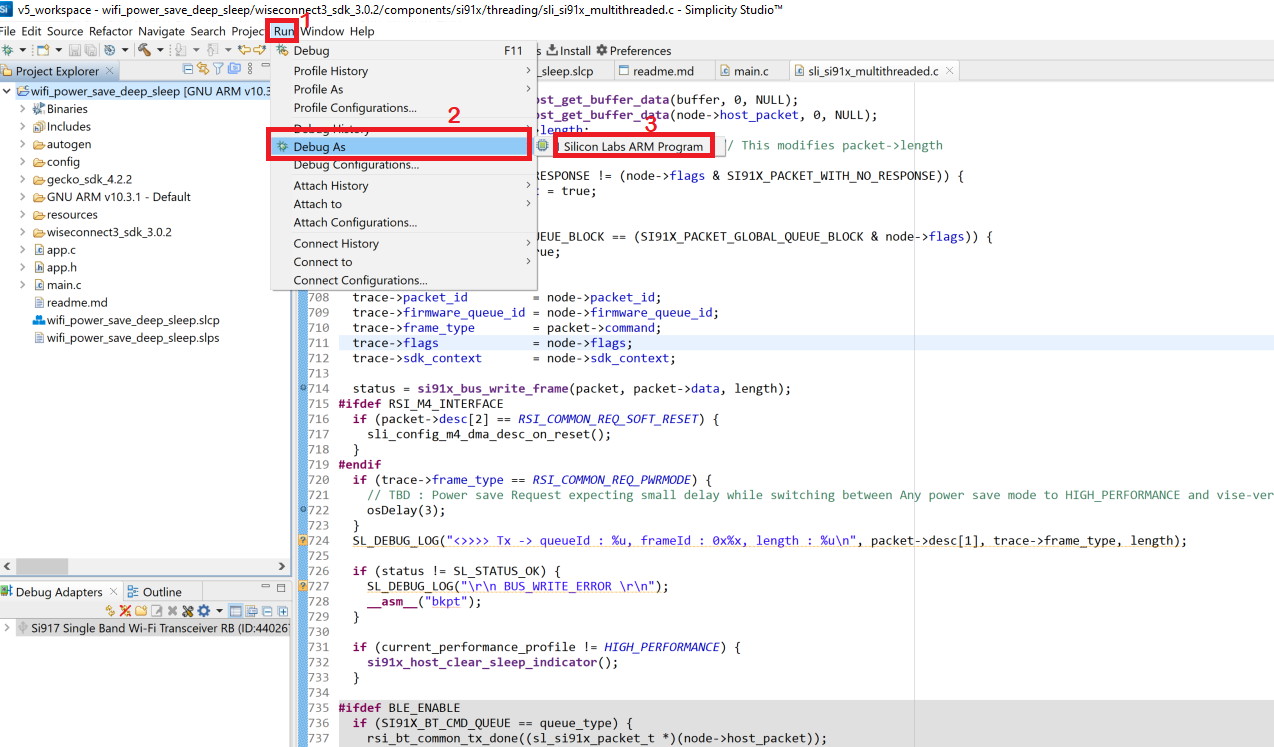 Si v5_workspace - wifi_power_save_deep_sleep/wiseconnect3_sdk_3.0.2/components/si91x/threading/sli_si91x_multithreaded.c - Simplicity Studio™
1
File Edit Source Refactor Navigate Search Project Run Window Help
Install Preferences
Debug F11
Profile History
Profile As
Profile Configurations...
Debug History
2
Debug As
3
Silicon Labs ARM Program
Debug Configurations...
Attach History
Attach to
Attach Configurations...
Connect History
Connect to
Connect Configurations...
Project Explorer
wifi_power_save_deep_sleep [GNU ARM v10.3
Binaries
Includes
autogen
config
gecko_sdk_4.2.2
GNU ARM v10.3.1 - Default
resources
wiseconnect3_sdk_3.0.2
app.c
app.h
main.c
readme.md
wifi_power_save_deep_sleep.slcp
wifi_power_save_deep_sleep.slps
Debug Adapters
Outline
Si917 Single Band Wi-Fi Transceiver RB (ID:440267
_sleep.slcp
readme.md
main.c
sli_si91x_multithreaded.c
ost_get_buffer_data(buffer, 0, NULL);
ost_get_buffer_data(node->host_packet, 0, NULL);
>length;
// This modifies packet->length
RESPONSE != (node->flags & SI91X_PACKET_WITH_NO_RESPONSE)) {
= true;
EUE_BLOCK == (SI91X_PACKET_GLOBAL_QUEUE_BLOCK & node->flags)) {
rue;
708 trace->packet_id = node->packet_id;
709 trace->firmware_queue_id = node->firmware_queue_id;
710 trace->frame_type = packet->command;
711 trace->flags = node->flags;
712 trace->sdk_context = node->sdk_context;
713
714 status = si91x_bus_write_frame(packet, packet->data, length);
715 #ifdef RSI_M4_INTERFACE
716 if (packet->desc[2] == RSI_COMMON_REQ_SOFT_RESET) {
717 sli_config_m4_dma_desc_on_reset();
718 }
719 #endif
720 if (trace->frame_type == RSI_COMMON_REQ_PWRMODE) {
721 // TBD : Power save Request expecting small delay while switching between Any power save mode to HIGH_PERFORMANCE and vise-ver
722 osDelay(3);
723 }
724 SL_DEBUG_LOG("<>>>> Tx -> queueId : %u, frameId : 0x%x, length : %u\n", packet->desc[1], trace->frame_type, length);
725
726 if (status != SL_STATUS_OK) {
727 SL_DEBUG_LOG("\r\n BUS_WRITE_ERROR \r\n");
728 __asm__("bkpt");
729 }
730
731 if (current_performance_profile != HIGH_PERFORMANCE) {
732 si91x_host_clear_sleep_indicator();
733 }
734
735 #ifdef BLE_ENABLE
736 if (SI91X_BT_CMD_QUEUE == queue_type) {
737 rsi_bt_common_tx_done((sl_si91x_packet_t *)(node->host_packet));